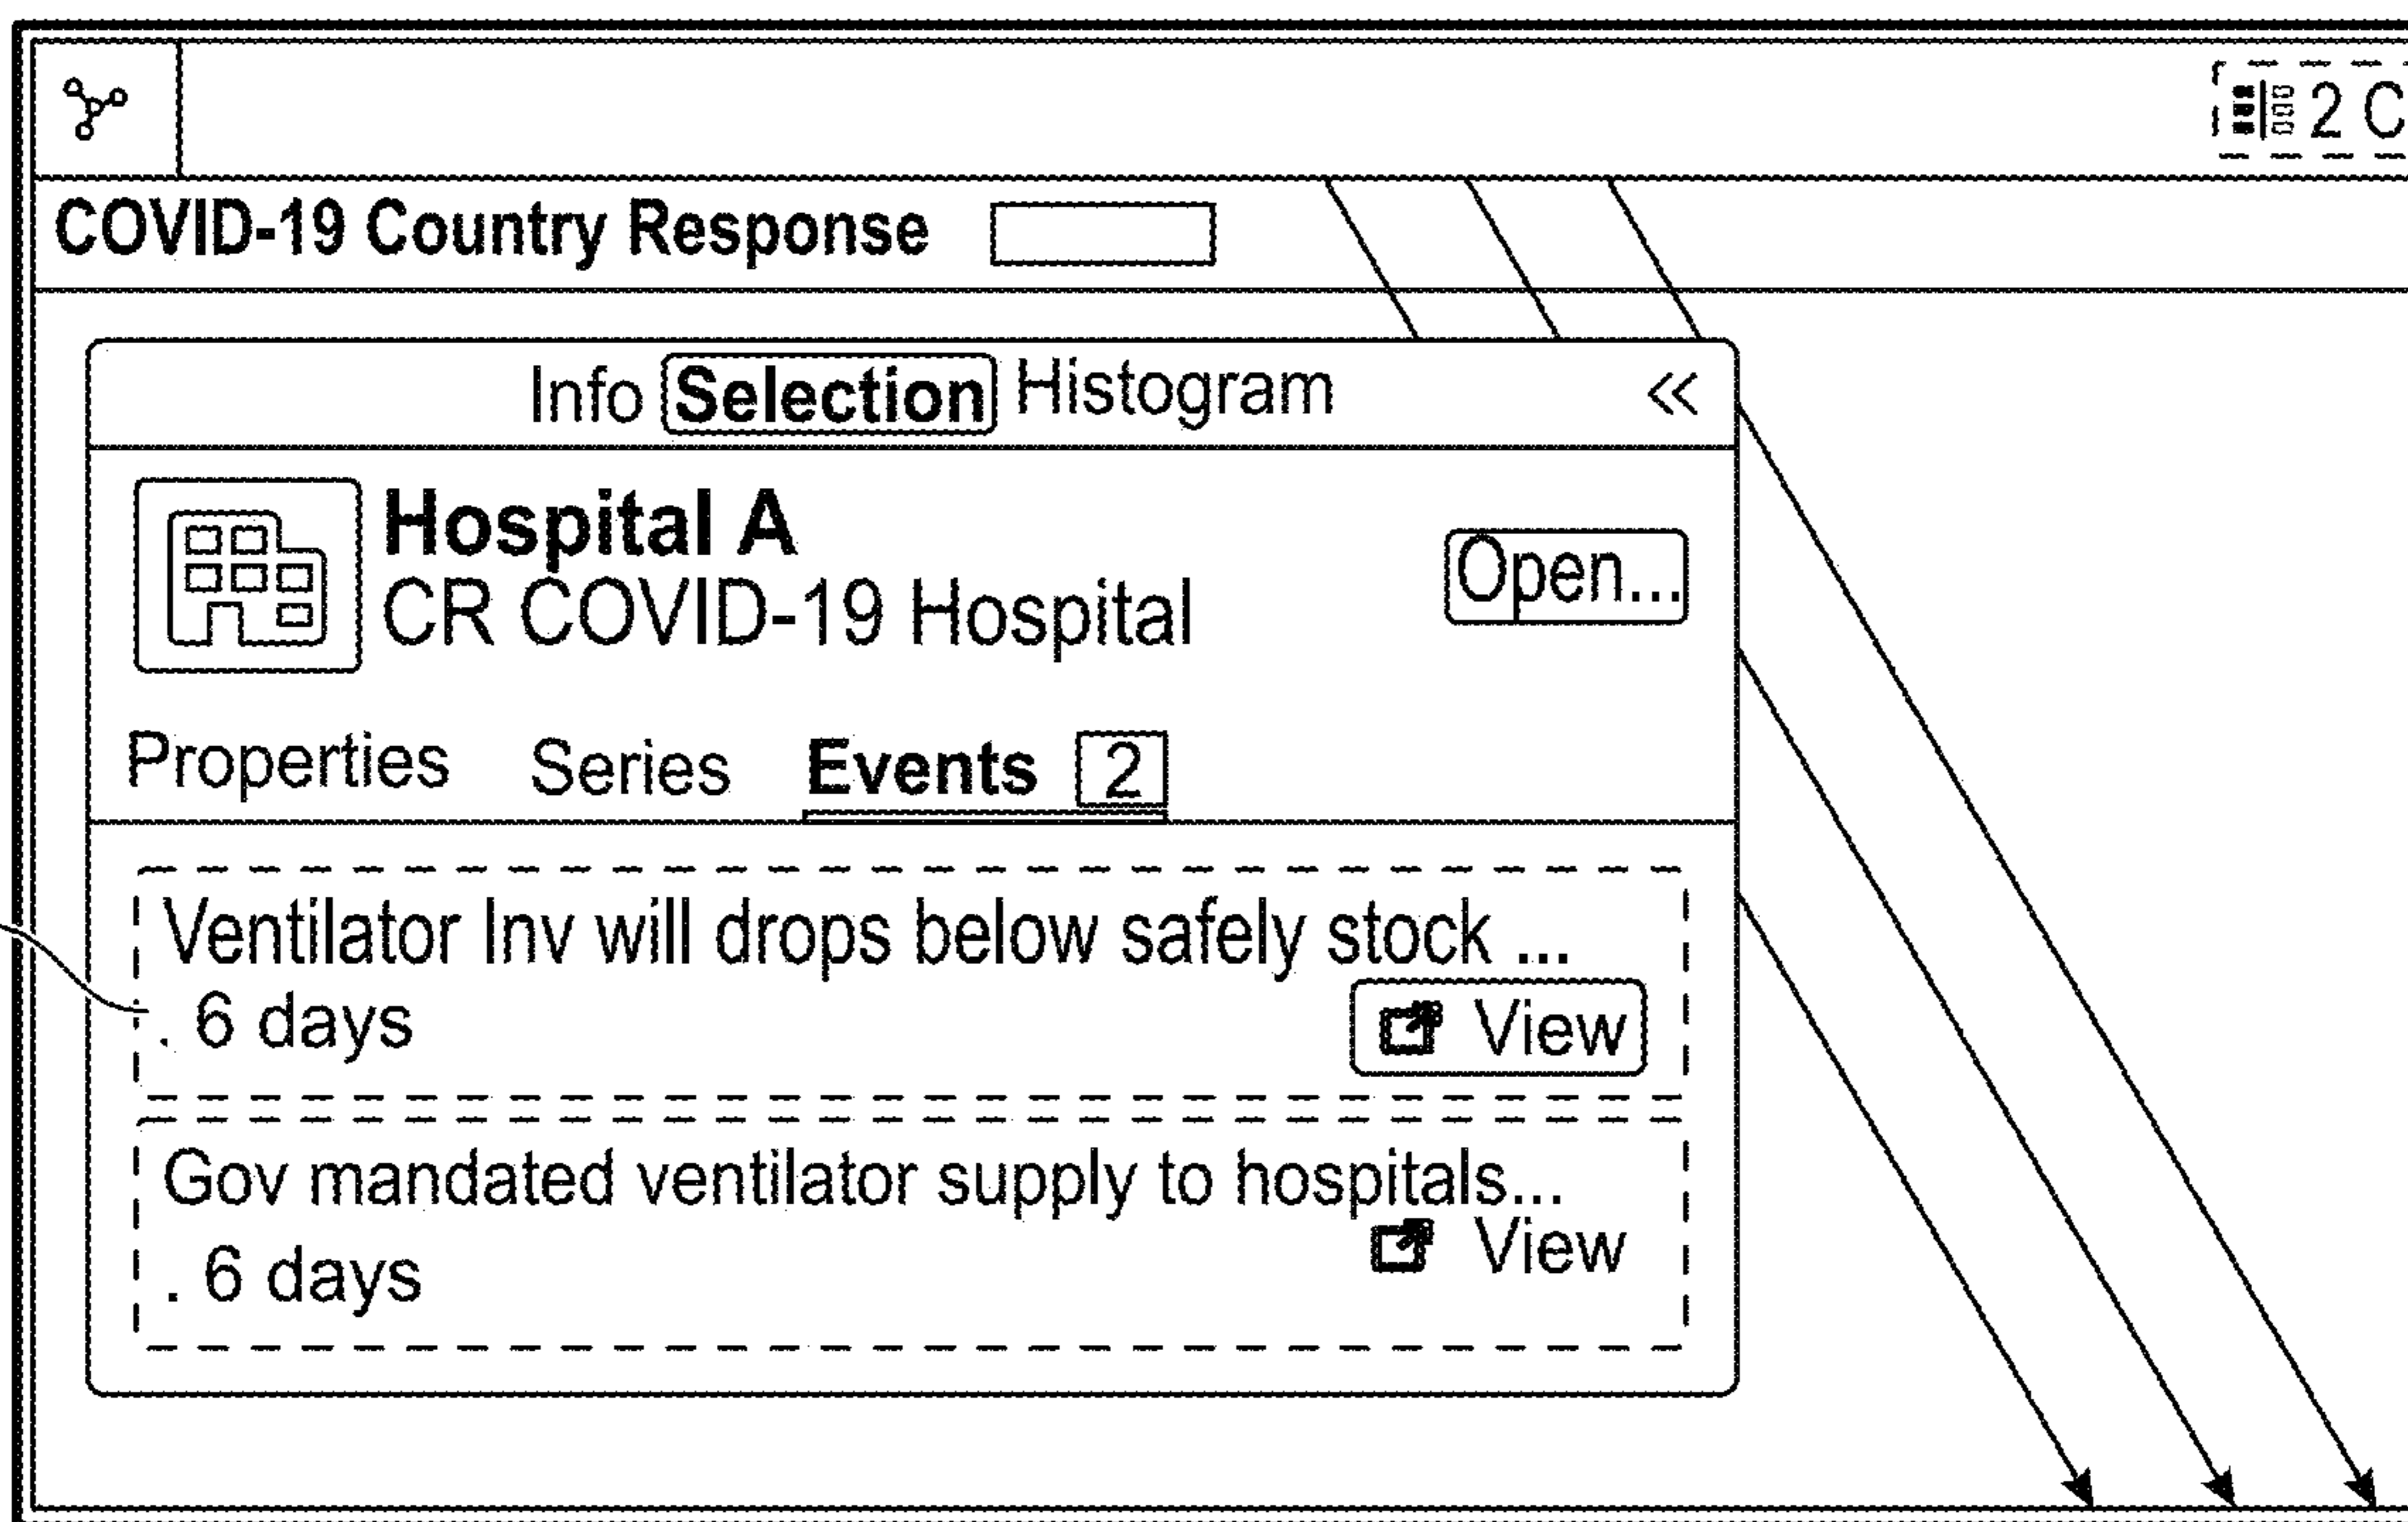 2 C
COVID-19 Country Response
Info Selection Histogram «
Hospital A
CR COVID-19 Hospital
Open...
Properties Series Events 2
Ventilator Inv will drops below safely stock ...
. 6 days
View
Gov mandated ventilator supply to hospitals...
View
. 6 days